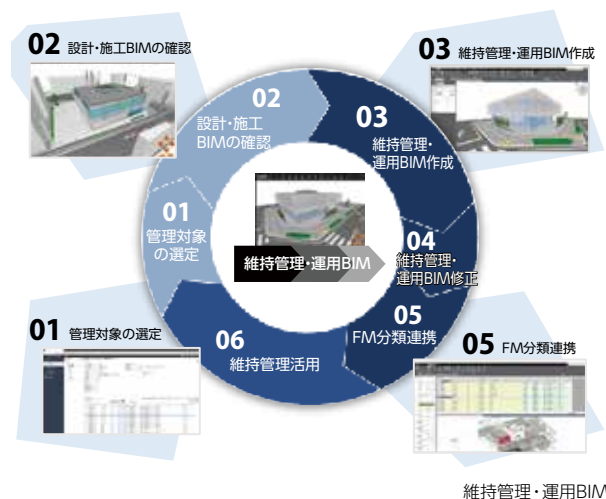 02 設計・施工BIMの確認
03 維持管理・運用BIM作成
02
設計・施工
BIMの確認
03
維持管理・
運用BIM作成
01
管理対象
の選定
維持管理・運用BIM
04
維持管理・
運用BIM修正
05
FM分類連携
06
維持管理活用
01 管理対象の選定
05 FM分類連携
維持管理・運用BIM